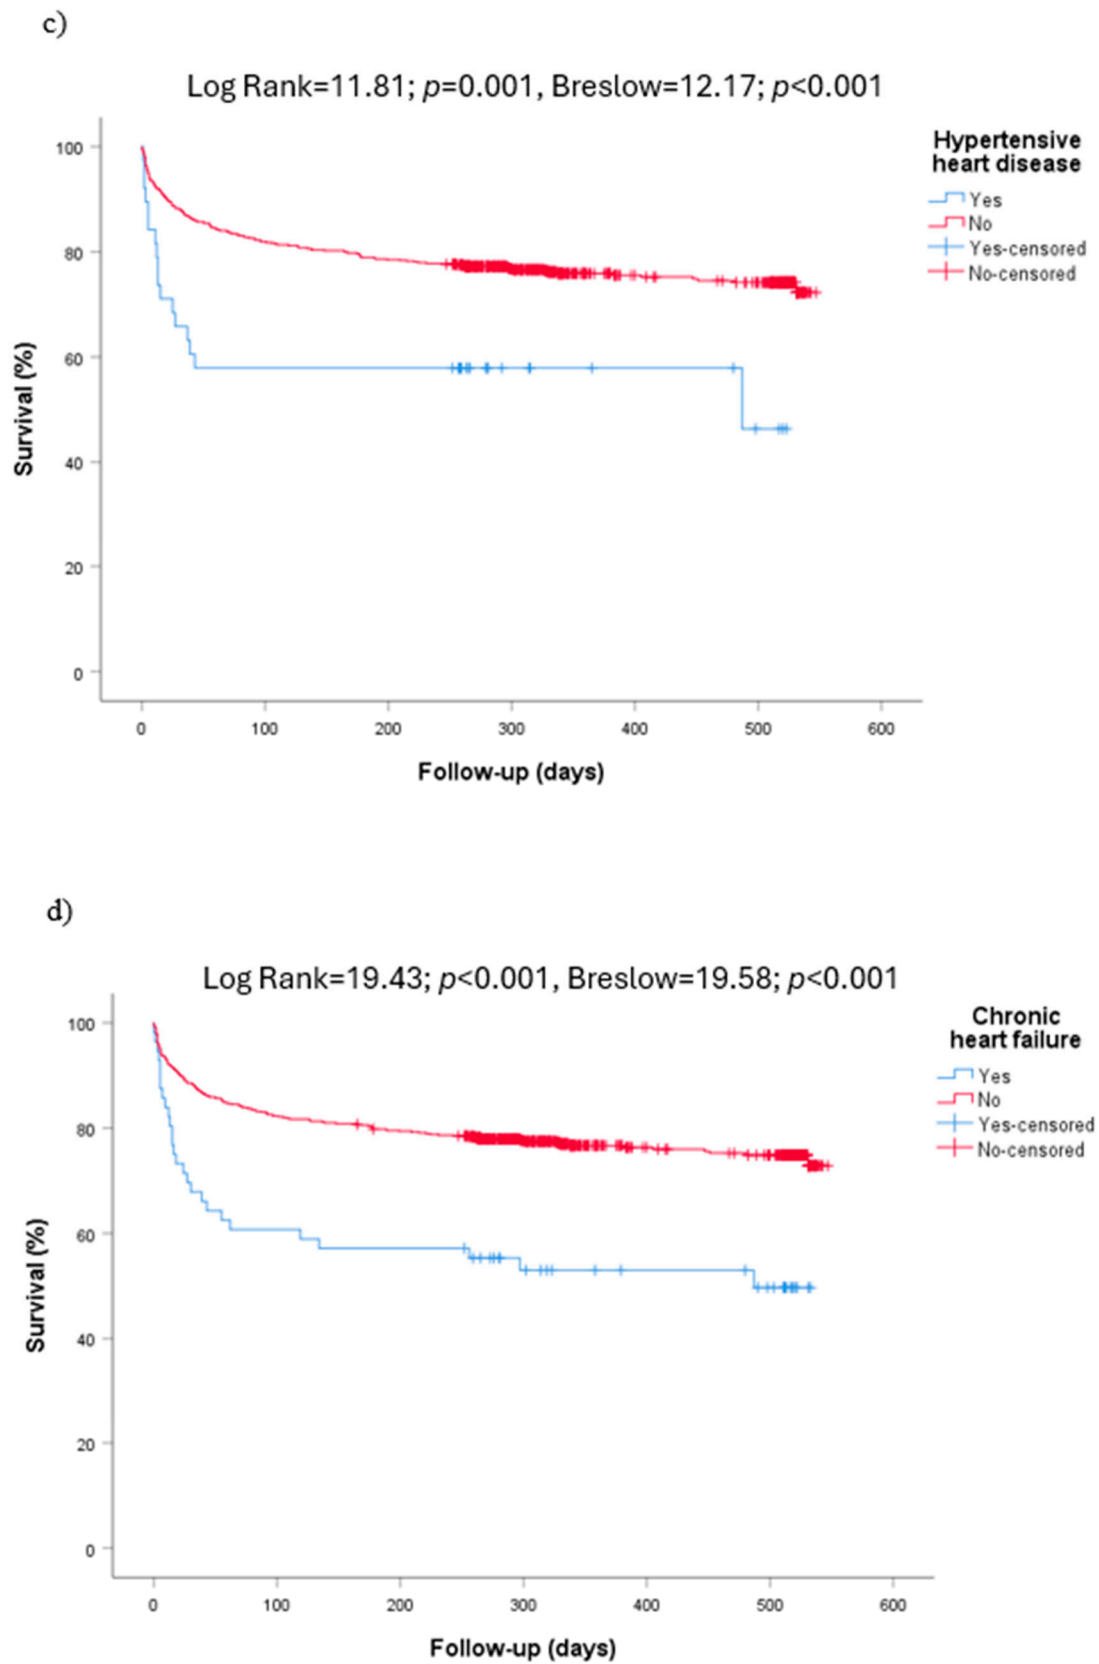 c)
Log Rank=11.81; p=0.001, Breslow=12.17; p<0.001
Hypertensive
heart disease
Yes
No
Yes-censored
No-censored
100
80
60
40
20
0
Survival (%)
0 100 200 300 400 500 600
Follow-up (days)
d)
Log Rank=19.43; p<0.001, Breslow=19.58; p<0.001
Chronic
heart failure
Yes
No
Yes-censored
No-censored
100
80
60
40
20
0
Survival (%)
0 100 200 300 400 500 600
Follow-up (days)